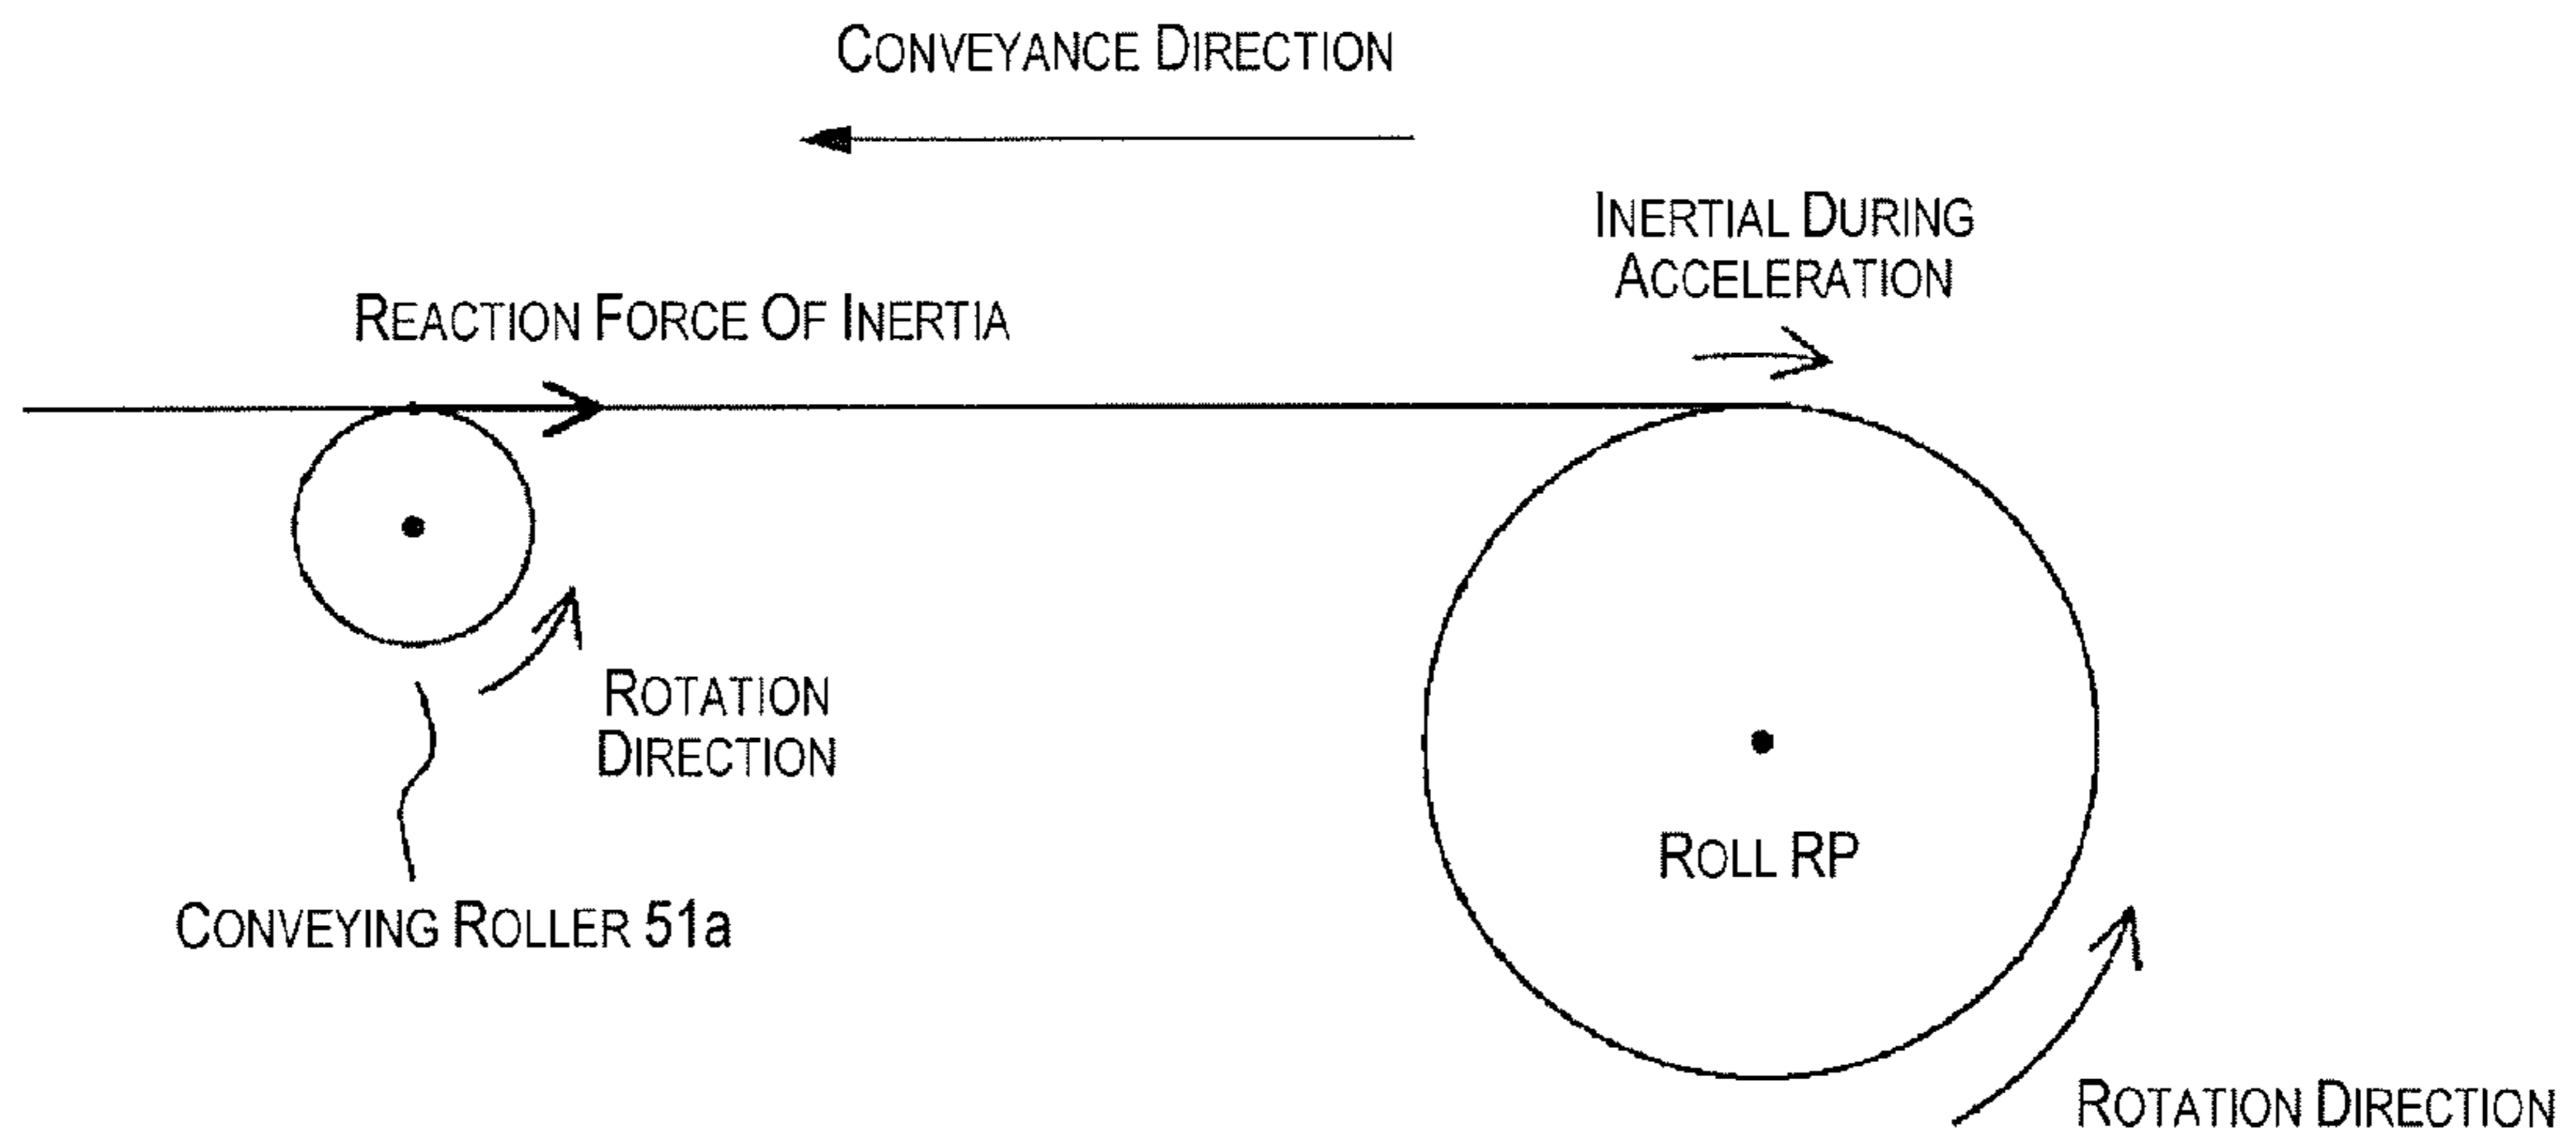 CONVEYANCE DIRECTION
INERTIAL DURING
ACCELERATION
REACTION FORCE OF INERTIA
ROTATION
DIRECTION
ROLL RP
CONVEYING ROLLER 51a
ROTATION DIRECTION